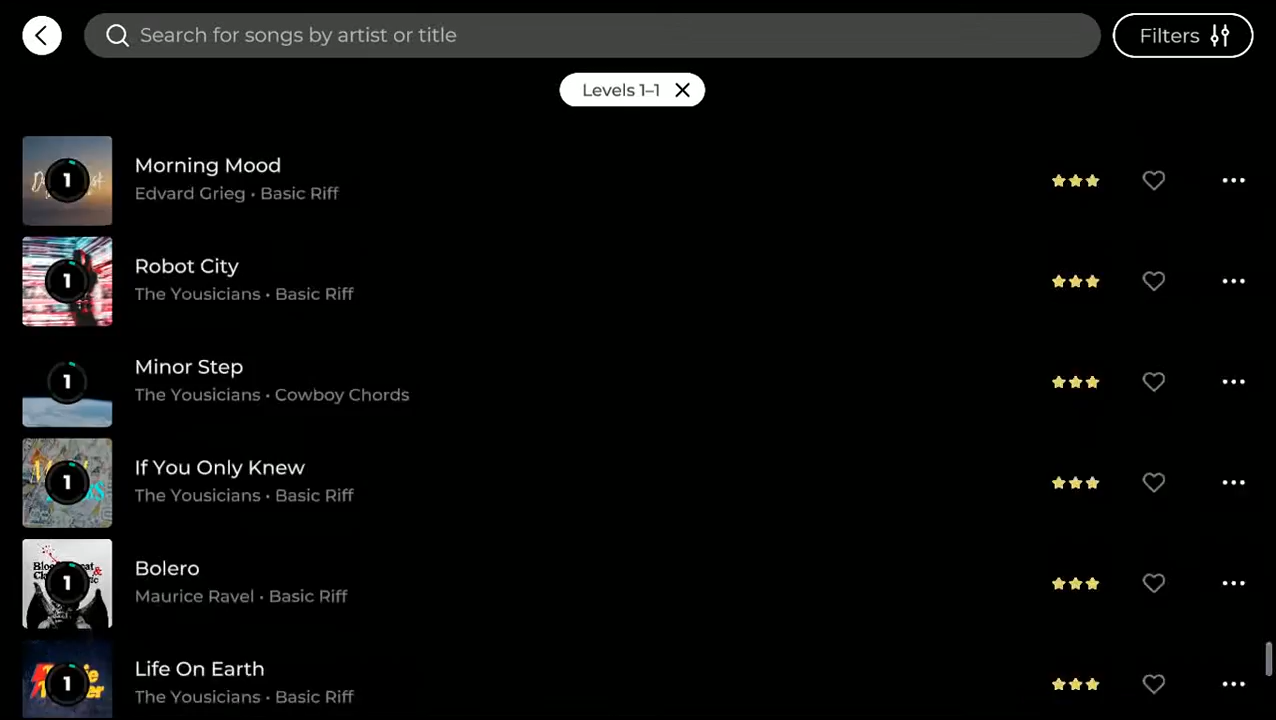 Search for songs by artist or title
Filters
Levels 1–1
1
Morning Mood
Edvard Grieg • Basic Riff
1
Robot City
The Yousicians • Basic Riff
1
Minor Step
The Yousicians • Cowboy Chords
1
If You Only Knew
The Yousicians • Basic Riff
1
Bolero
Maurice Ravel • Basic Riff
1
Life On Earth
The Yousicians • Basic Riff